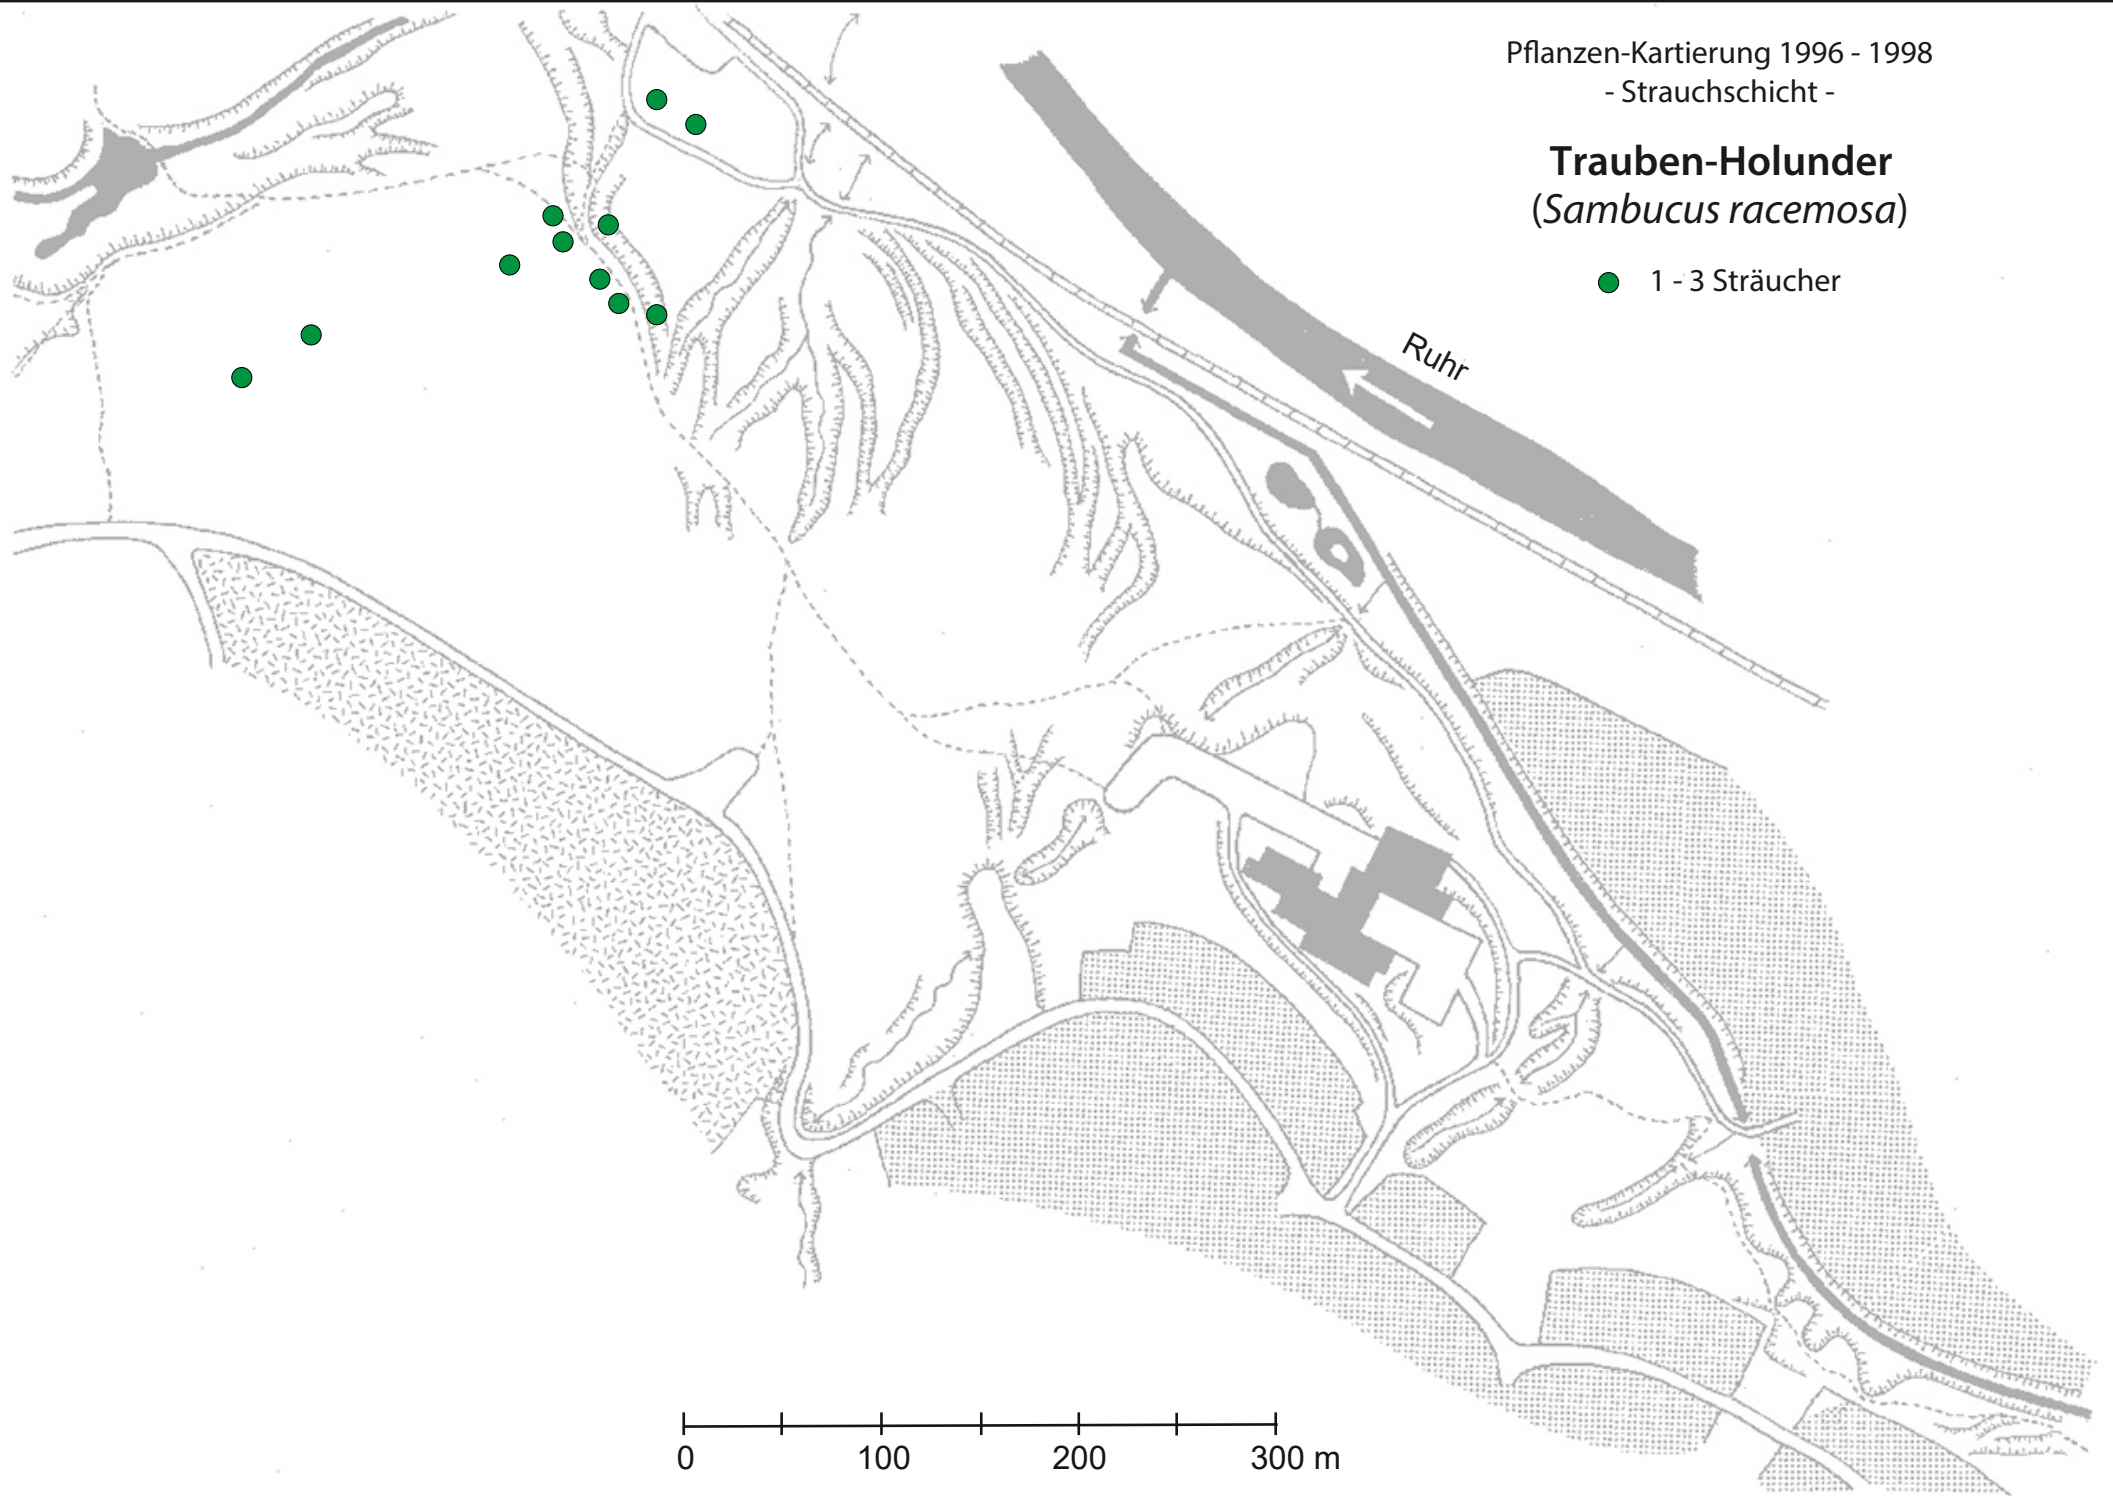 Pflanzen-Kartierung 1996 - 1998
- Strauchschicht -
Trauben-Holunder
(Sambucus racemosa)
1 - 3 Sträucher
Ruhr
0 100 200 300 m